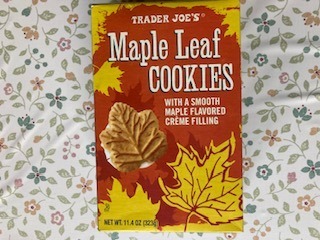 TRADER JOE'S®
Maple Leaf
COOKIES
WITH A SMOOTH
MAPLE FLAVORED
CRÈME FILLING
NET WT. 11.4 OZ (323g)